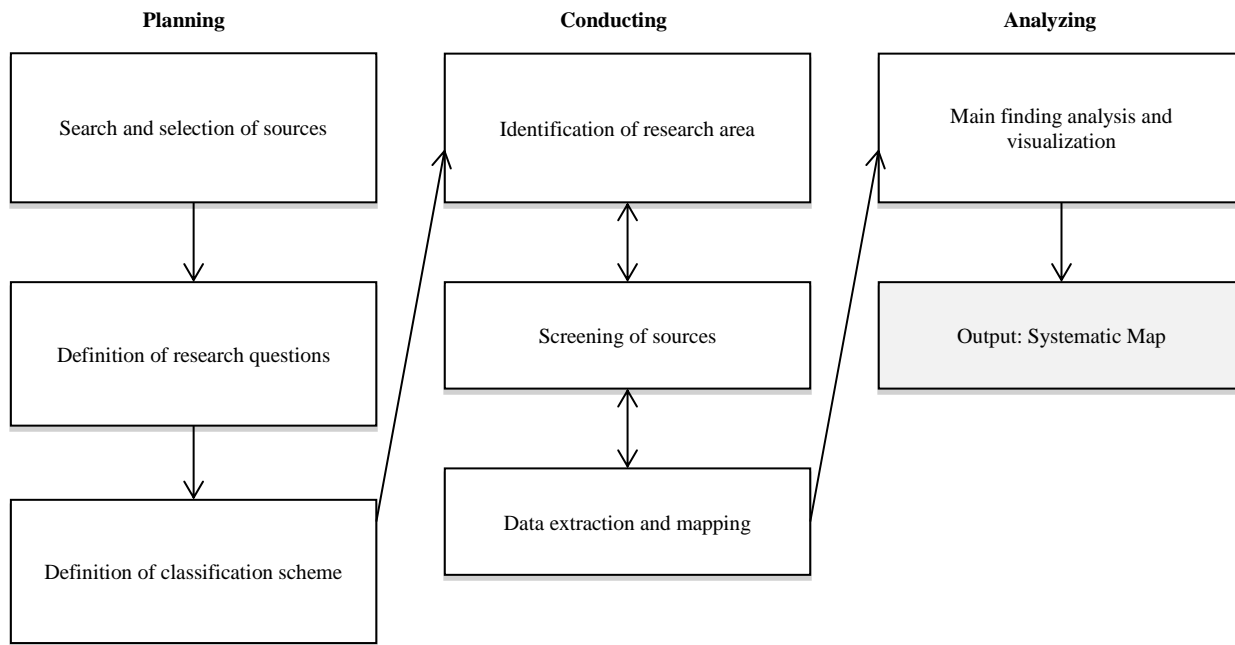 Planning
Search and selection of sources
Definition of research questions
Definition of classification scheme
Conducting
Identification of research area
Screening of sources
Data extraction and mapping
Analyzing
Main finding analysis and
visualization
Output: Systematic Map